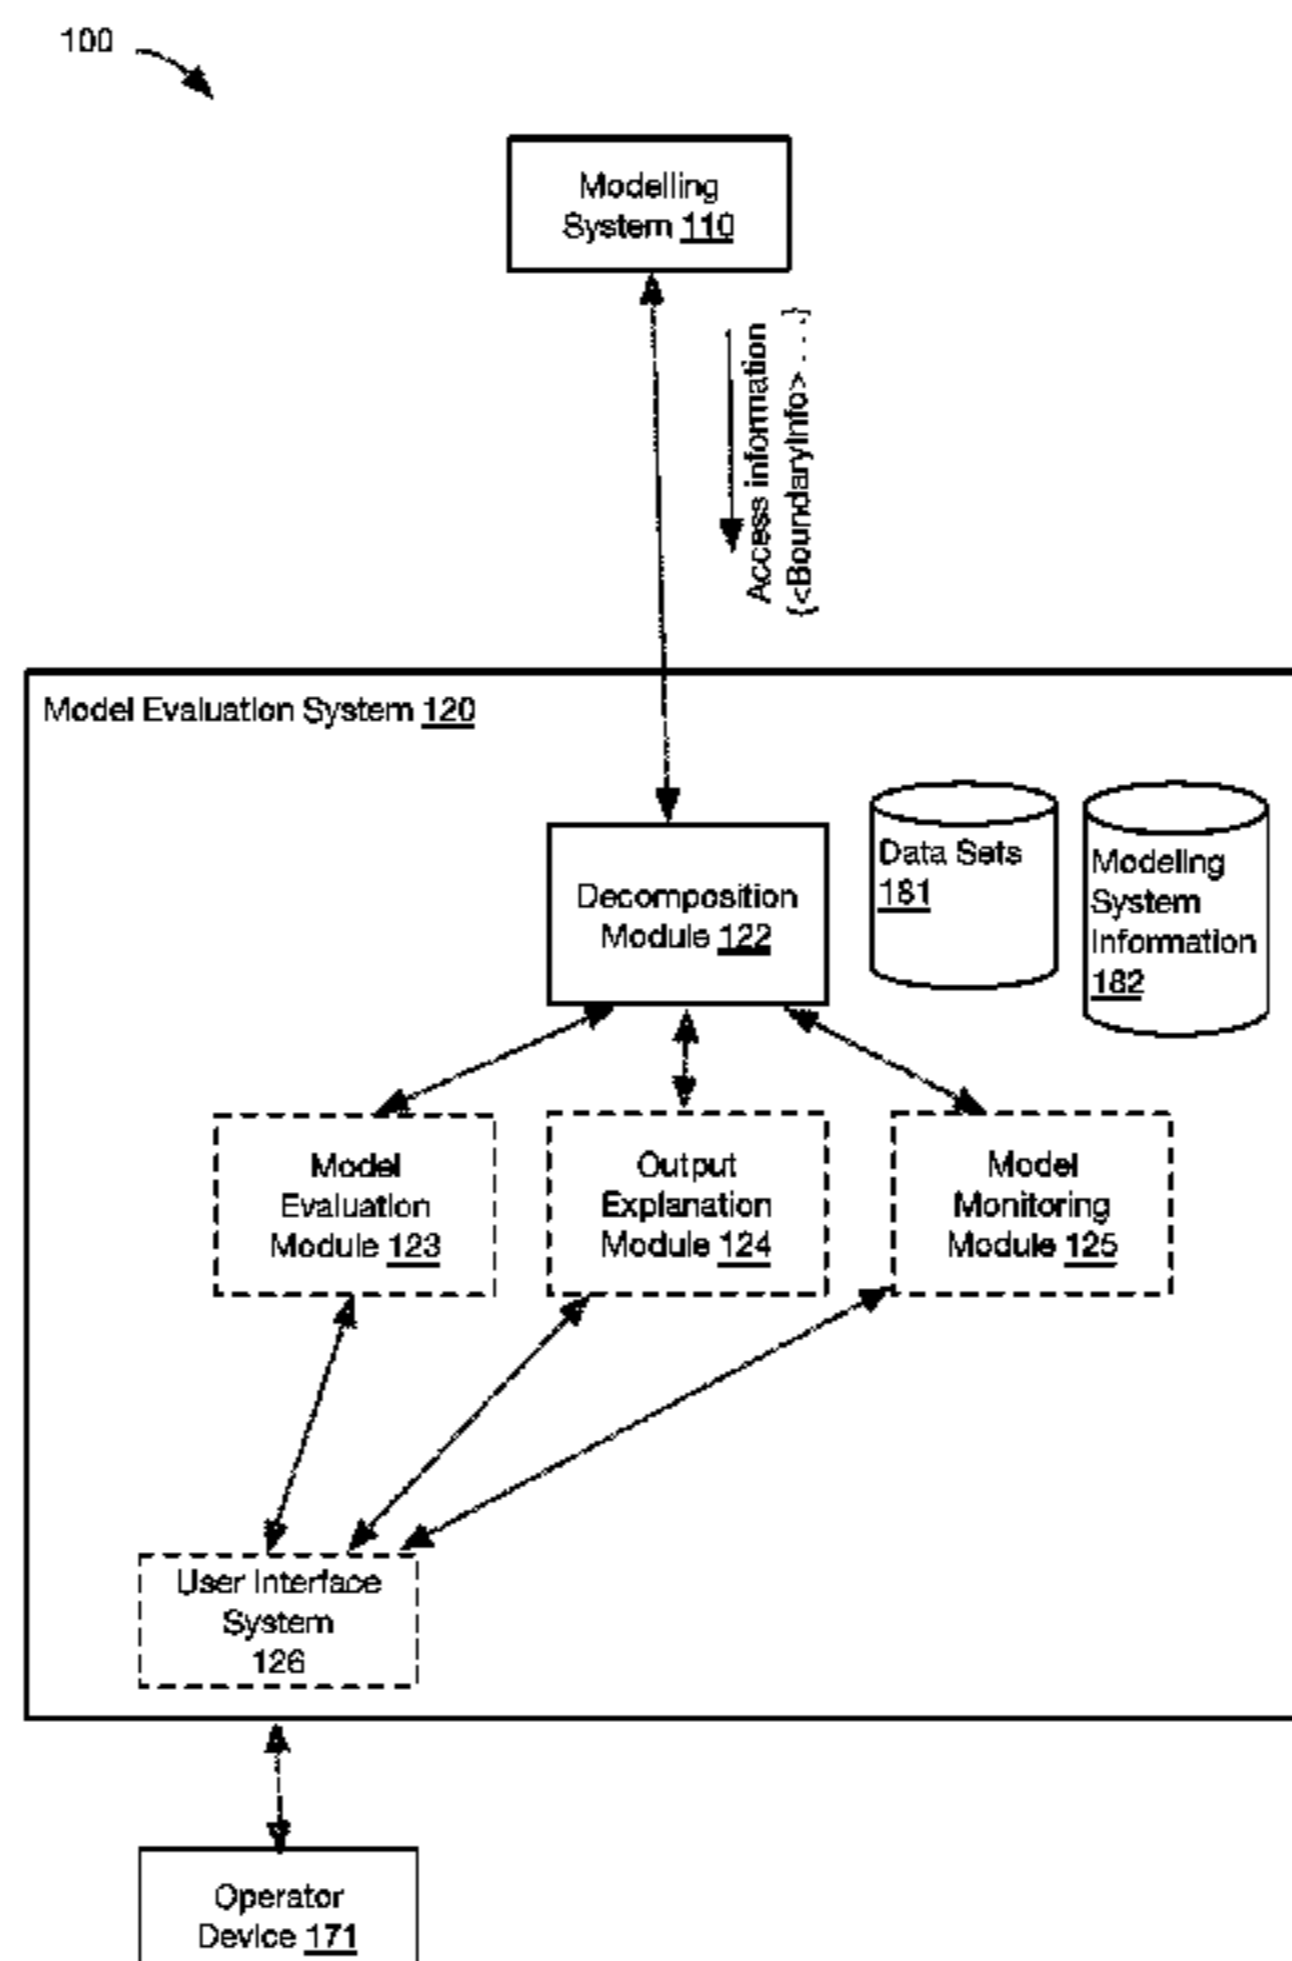 100
Modelling
System 110
Access information
{<BoundaryInfo> . . .}
Model Evaluation System 120
Decomposition
Module 122
Data Sets
181
Modeling
System
Information
182
Model
Evaluation
Module 123
Output
Explanation
Module 124
Model
Monitoring
Module 125
User Interface
System
126
Operator
Device 171